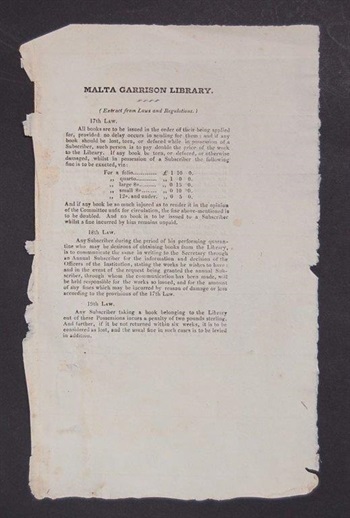 MALTA GARRISON LIBRARY.
( Extract from Laws and Regulations. )
17th Law.
All books are to be issued in the order of their being applied
for, provided no delay occurs in sending for them; and if any
book should be lost, torn, or defaced while in possession of a
Subscriber, such person is to pay double the price of the work
to the Library. If any book be torn, or defaced, or otherwise
damaged, whilst in possession of a Subscriber the following
fine is to be exacted, viz:
For a folio............ £ 1 10 0.
„ quarto............ „ 1 0 0.
„ large 8o......... „ 0 15 0.
„ small 8o......... „ 0 10 0.
„ 12o. and under. „ 0 5 0.
And if any book be so much injured as to render it in the opinion
of the Committee unfit for circulation, the fine above-mentioned is
to be doubled. And no book is to be issued to a Subscriber
whilst a fine incurred by him remains unpaid.
18th Law.
Any Subscriber during the period of his performing quaran-
tine who may be desirous of obtaining books from the Library,
is to communicate the same in writing to the Secretary through
an Annual Subscriber for the information and decision of the
Officers of the Institution, stating the works he wishes to
and in the event of the request being granted the annual Sub-
scriber, through whom the communication has been made, will
be held responsible for the works so issued, and for the amount
of any fines which may be incurred by reason of damage or loss
according to the provisions of the 17th Law.
19th Law.
Any Subscriber taking a book belonging to the Library
out of these Possessions incurs a penalty of two pounds sterling.
And further, if it be not returned within six weeks, it is to be
considered as lost, and the usual fine in such cases is to be levied
in addition.